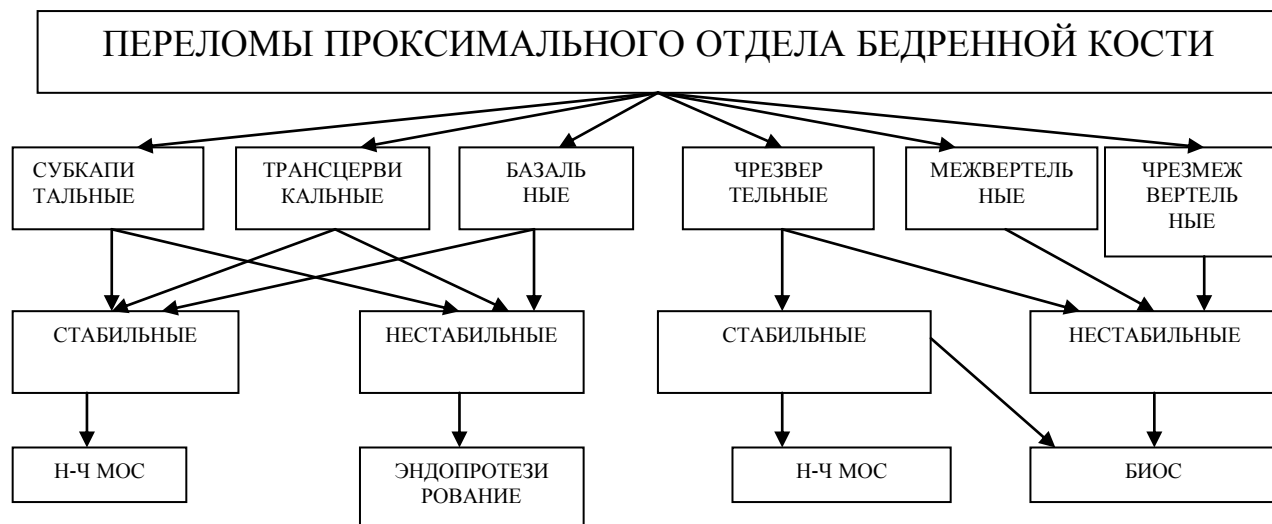 ПЕРЕЛОМЫ ПРОКСИМАЛЬНОГО ОТДЕЛА БЕДРЕННОЙ КОСТИ
СУБКАПИ
ТАЛЬНЫЕ
ТРАНСЦЕРВИ
КАЛЬНЫЕ
БАЗАЛЬ
НЫЕ
ЧРЕЗВЕР
ТЕЛЬНЫЕ
МЕЖВЕРТЕЛЬ
НЫЕ
ЧРЕЗМЕЖ
ВЕРТЕЛЬ
НЫЕ
СТАБИЛЬНЫЕ
НЕСТАБИЛЬНЫЕ
СТАБИЛЬНЫЕ
НЕСТАБИЛЬНЫЕ
Н-Ч МОС
ЭНДОПРОТЕЗИ
РОВАНИЕ
Н-Ч МОС
БИОС